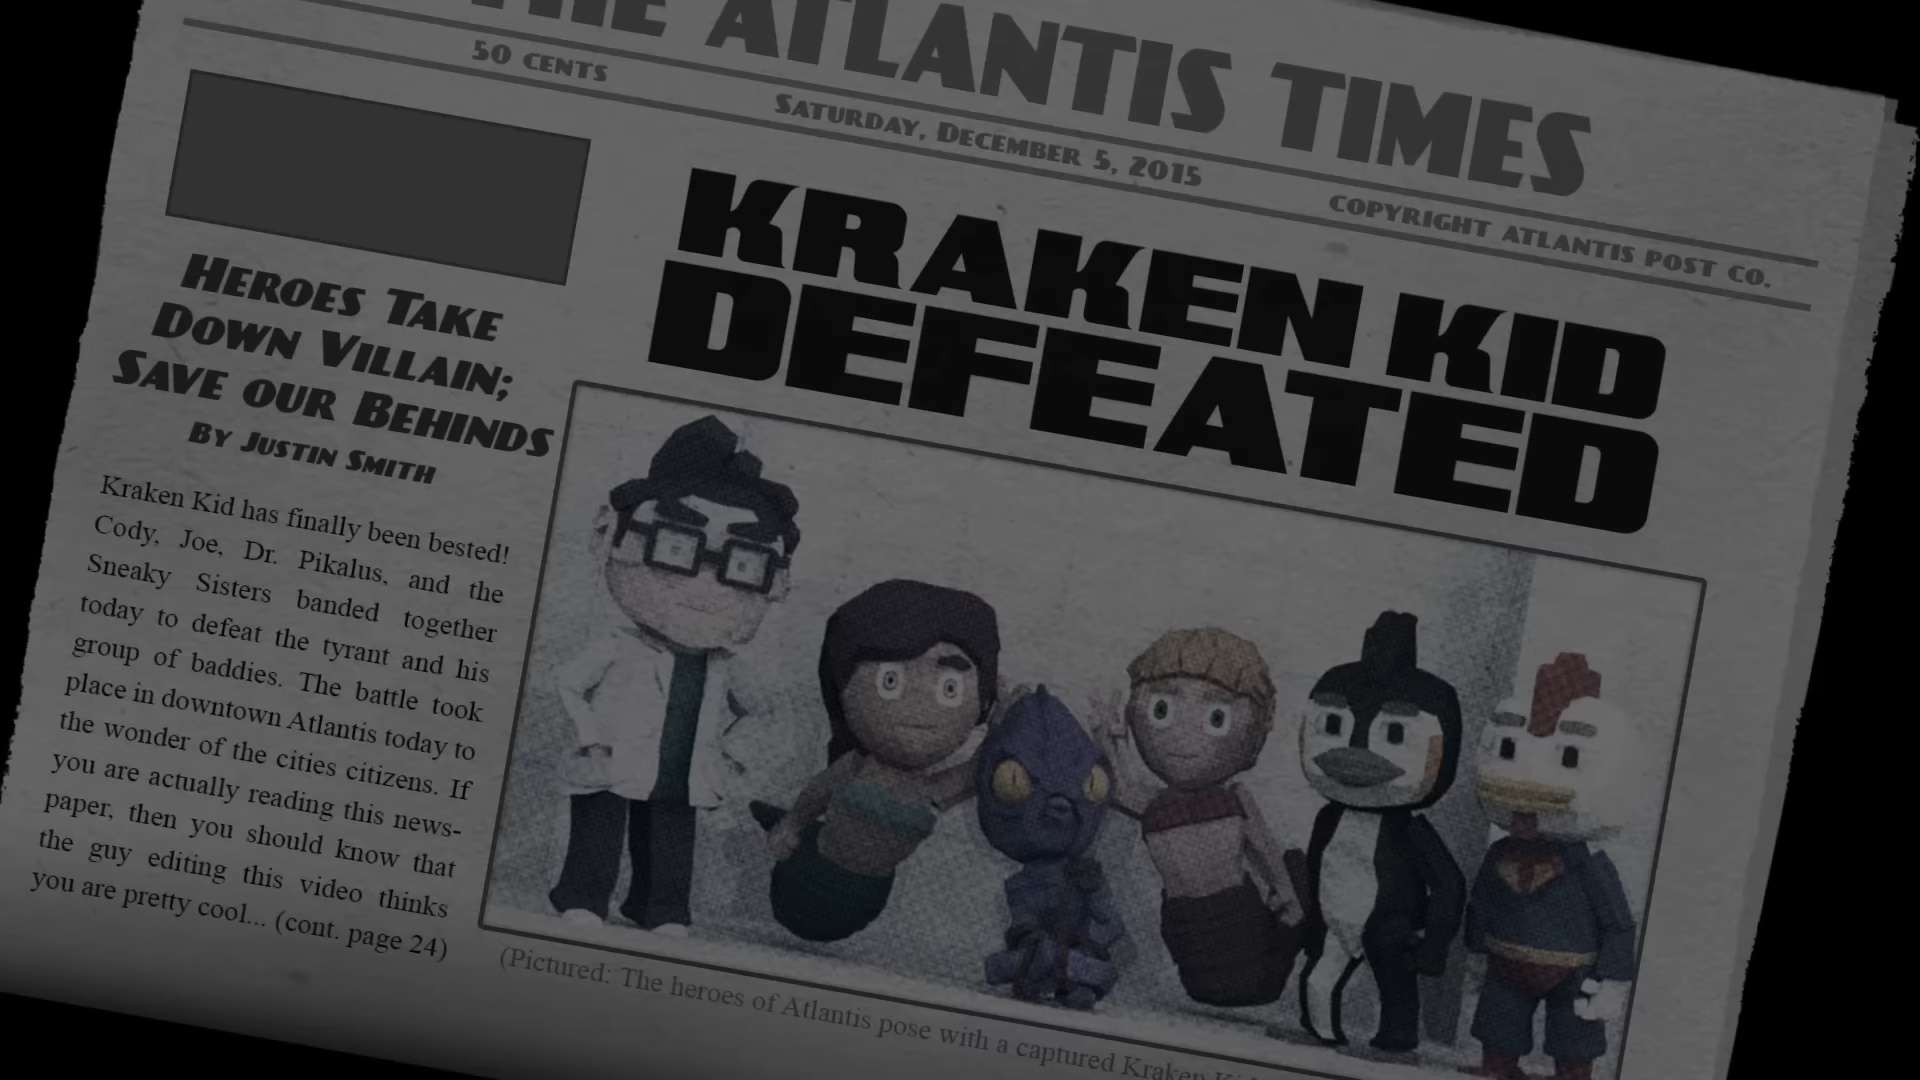 THE ATLANTIS TIMES
50 CENTS
SATURDAY, DECEMBER 5, 2015
COPYRIGHT ATLANTIS POST CO.
KRAKEN KID
DEFEATED
HEROES TAKE
DOWN VILLAIN;
SAVE OUR BEHINDS
BY JUSTIN SMITH
Kraken Kid has finally been bested!
Cody, Joe, Dr. Pikalus, and the
Sneaky Sisters banded together
today to defeat the tyrant and his
group of baddies. The battle took
place in downtown Atlantis today to
the wonder of the cities citizens. If
you are actually reading this news-
paper, then you should know that
the guy editing this video thinks
you are pretty cool... (cont. page 24)
(Pictured: The heroes of Atlantis pose with a captured Kraken